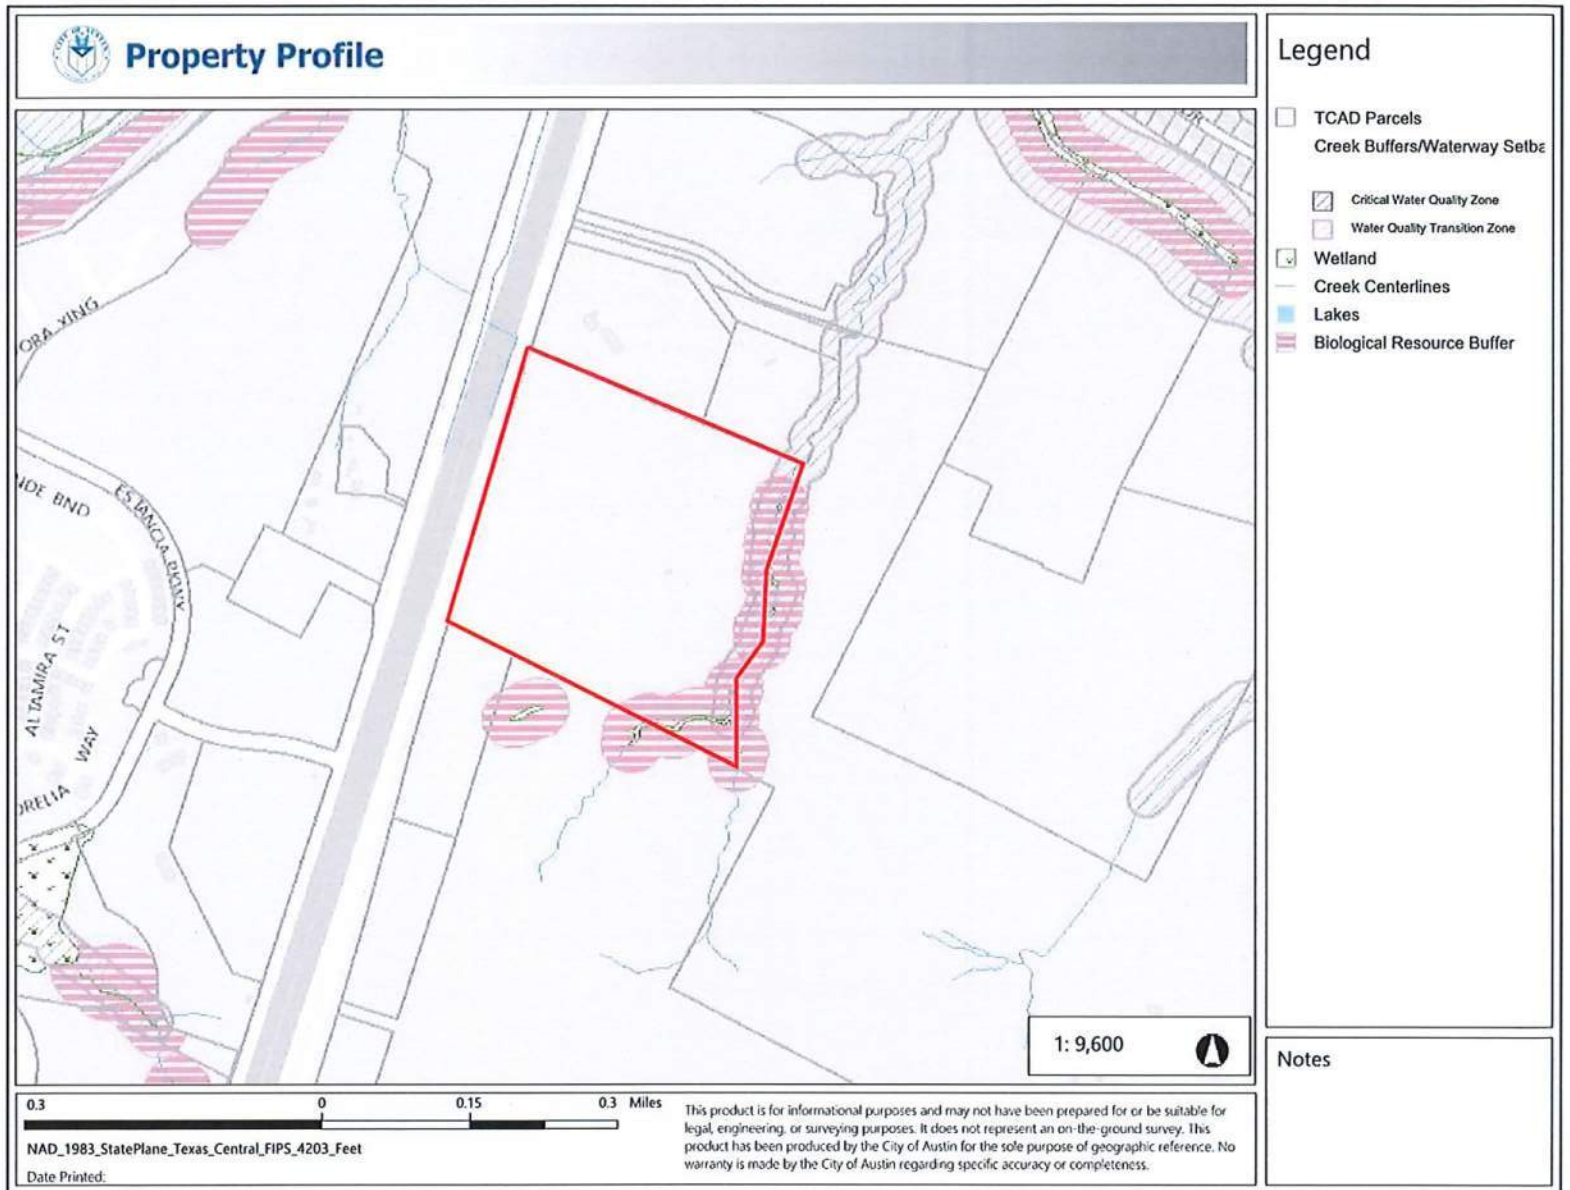 Property Profile
Legend
TCAD Parcels
Creek Buffers/Waterway Setba
Critical Water Quality Zone
Water Quality Transition Zone
Wetland
Creek Centerlines
Lakes
Biological Resource Buffer
ORA XING
NDE BND
ESTANCIA PKWY
ALTAMIRA ST
WAY
ORELIA
1: 9,600
Notes
0.3 0 0.15 0.3 Miles
NAD_1983_StatePlane_Texas_Central_FIPS_4203_Feet
Date Printed:
This product is for informational purposes and may not have been prepared for or be suitable for
legal, engineering, or surveying purposes. It does not represent an on-the-ground survey. This
product has been produced by the City of Austin for the sole purpose of geographic reference. No
warranty is made by the City of Austin regarding specific accuracy or completeness.